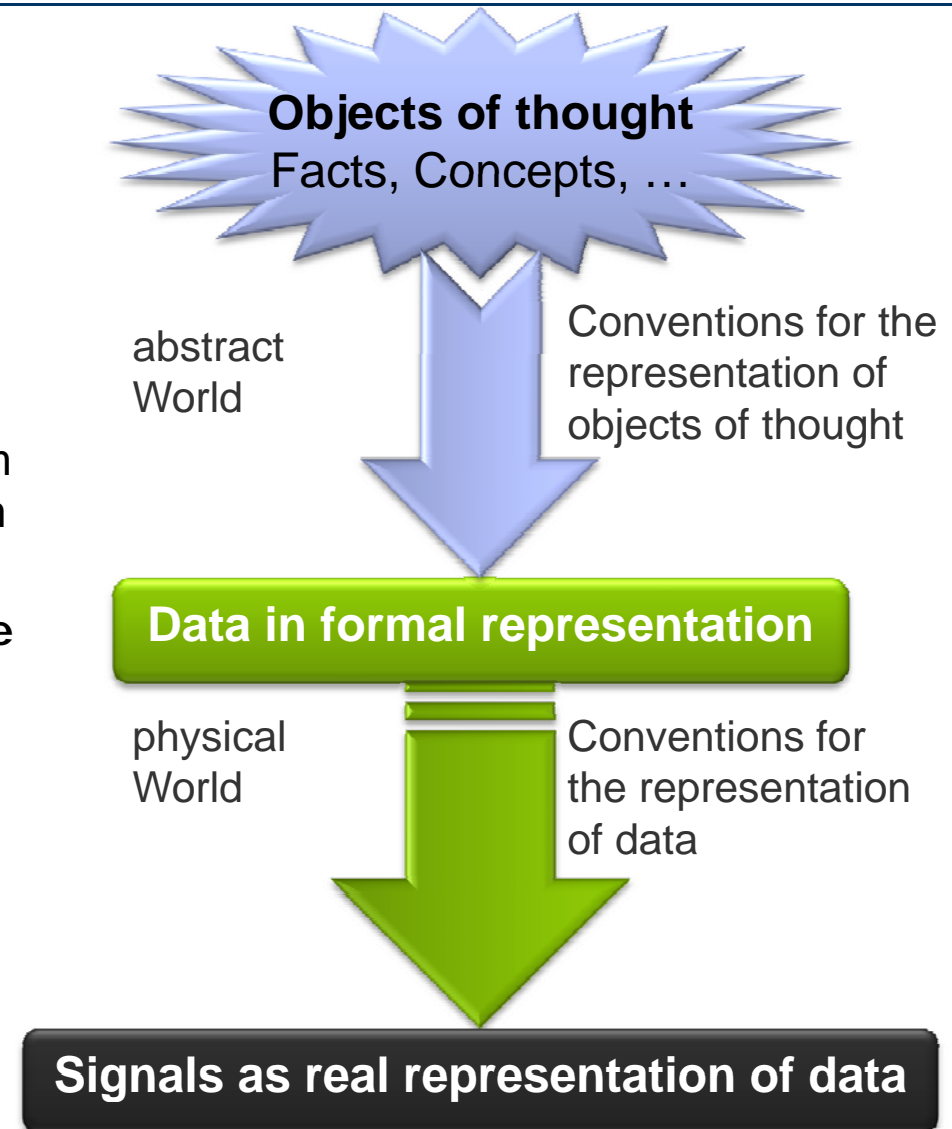 Objects of thought
Facts, Concepts, …
abstract
World
Conventions for the
representation of
objects of thought
Data in formal representation
physical
World
Conventions for
the representation
of data
Signals as real representation of data